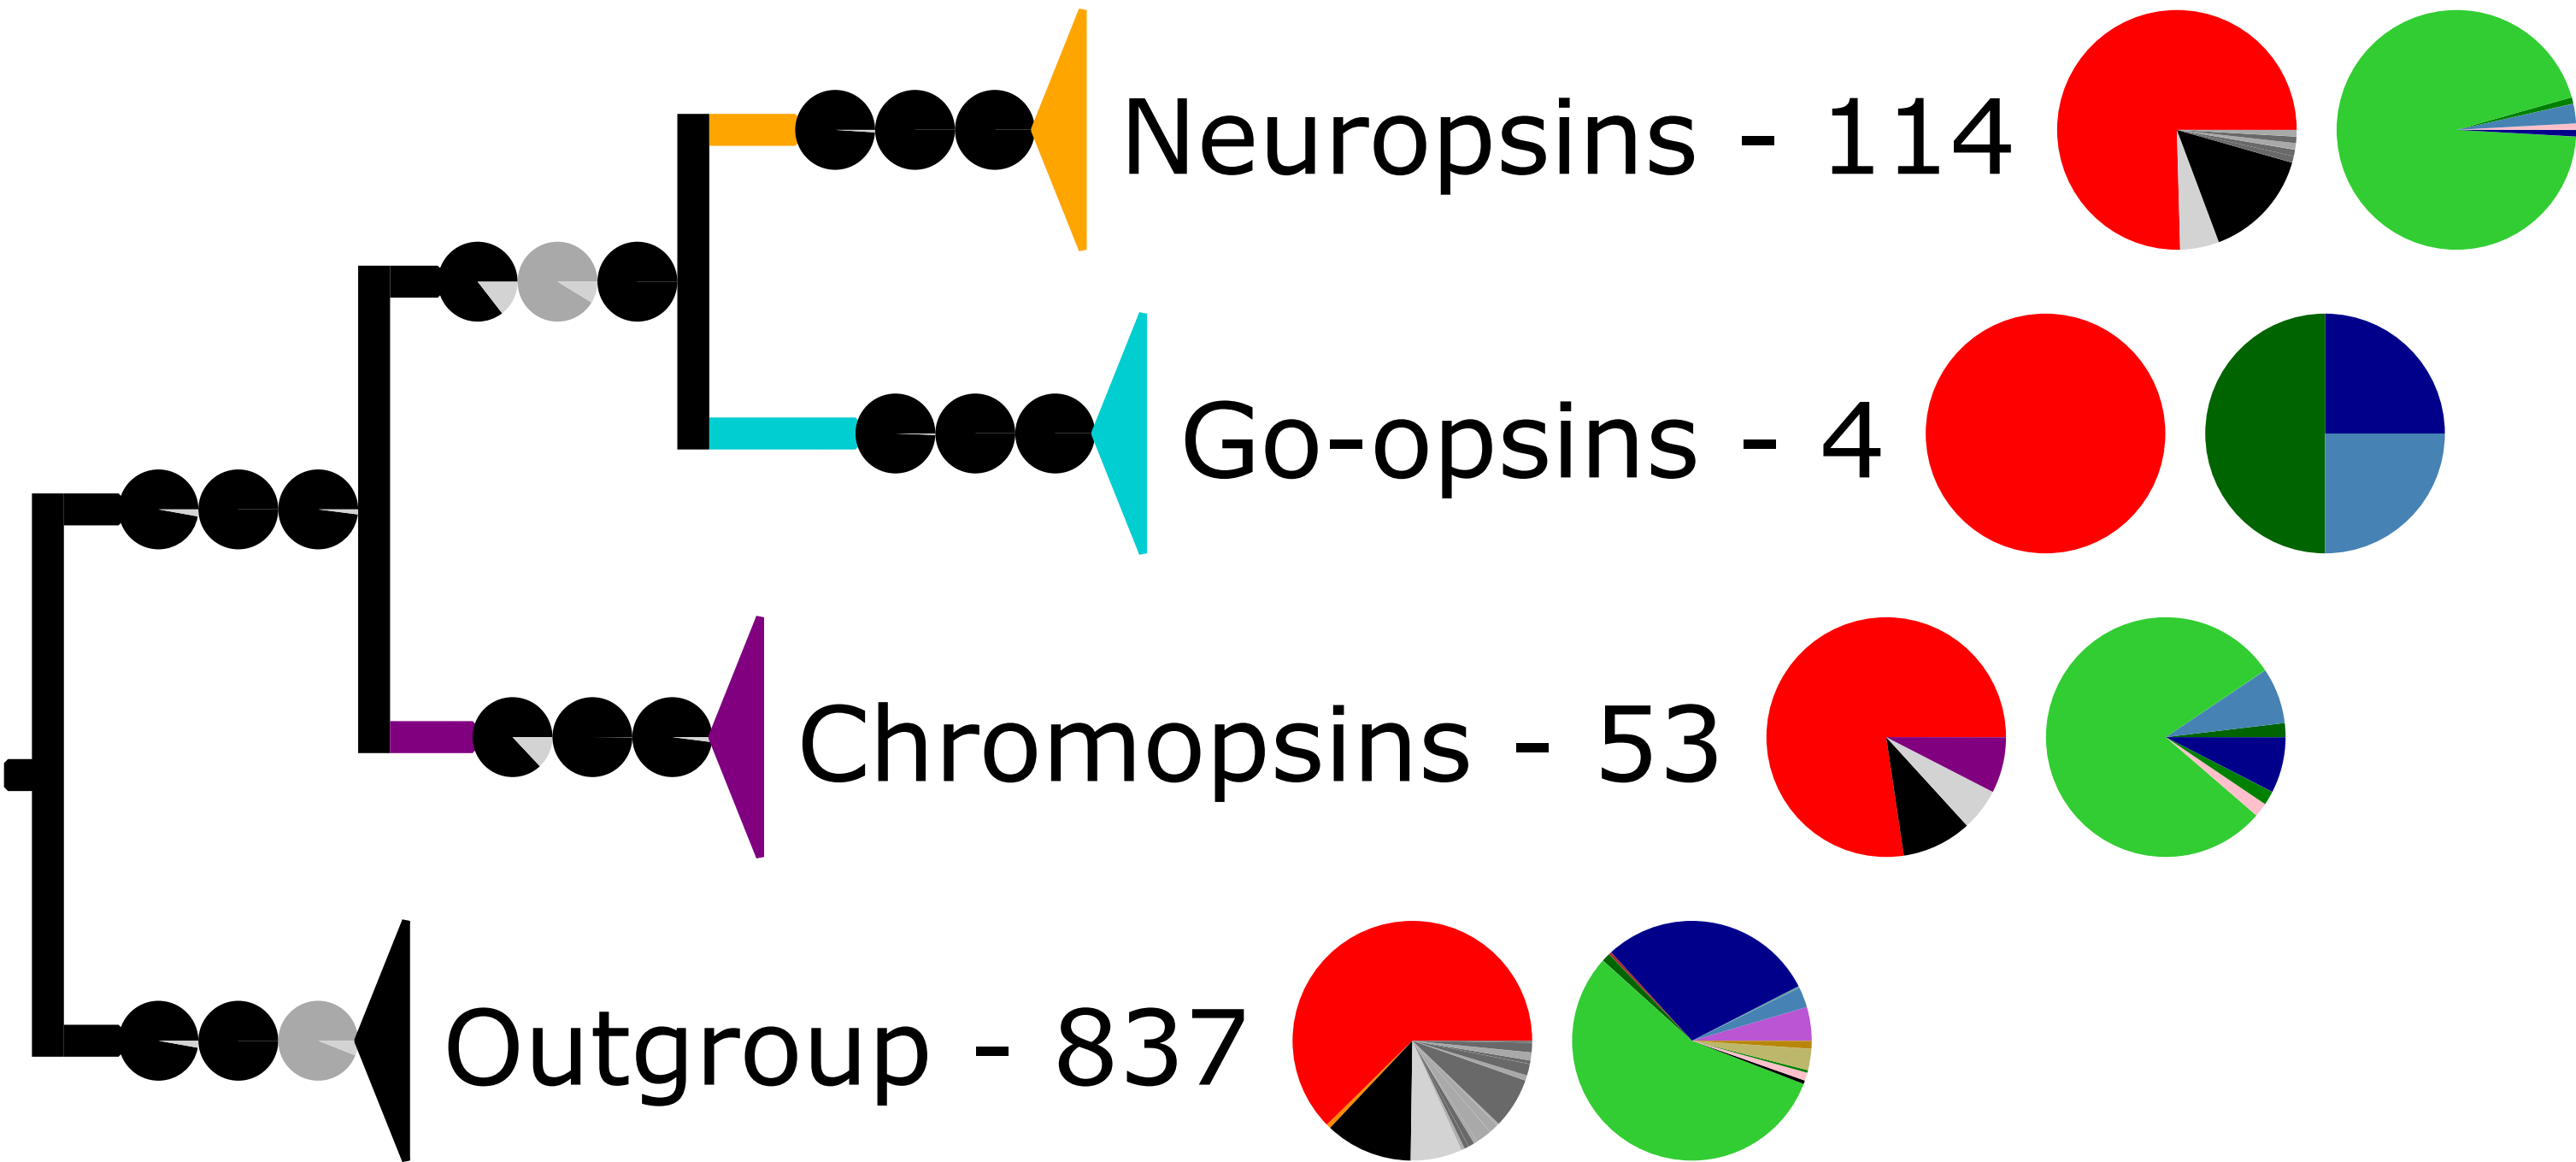 Neuropsins - 114
Go-opsins - 4
Chromopsins - 53
Outgroup - 837